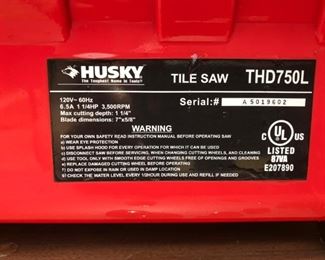 HUSKY
The Toughest Name in Tools
TILE SAW THD750L
120V~ 60Hz
6.5A 1 1/4HP 3,500RPM
Max cutting depth: 1 1/4"
Blade dimensions: 7"x5/8"
Serial:# A5019602
WARNING
FOR YOUR OWN SAFETY READ INSTRUCTION MANUAL BEFORE OPERATING SAW
a) WEAR EYE PROTECTION
b) USE SPLASH HOOD FOR EVERY OPERATION FOR WHICH IT CAN BE USED
c) DISCONNECT SAW BEFORE SERVICING, WHEN CHANGING CUTTING WHEELS, AND CLEANING
d) USE TOOL ONLY WITH SMOOTH EDGE CUTTING WHEELS FREE OF OPENINGS AND GROOVES
e) REPLACE DAMAGED CUTTING WHEEL BEFORE OPERATING
f) DO NOT EXPOSE IN RAIN OR USED IN DAMP LOCATION
g) CHECK THE WATER LEVEL EVERY 1/2HOUR DURING USE AND REFILL IF NECESSARY
C UL US
LISTED
87VA
E207890